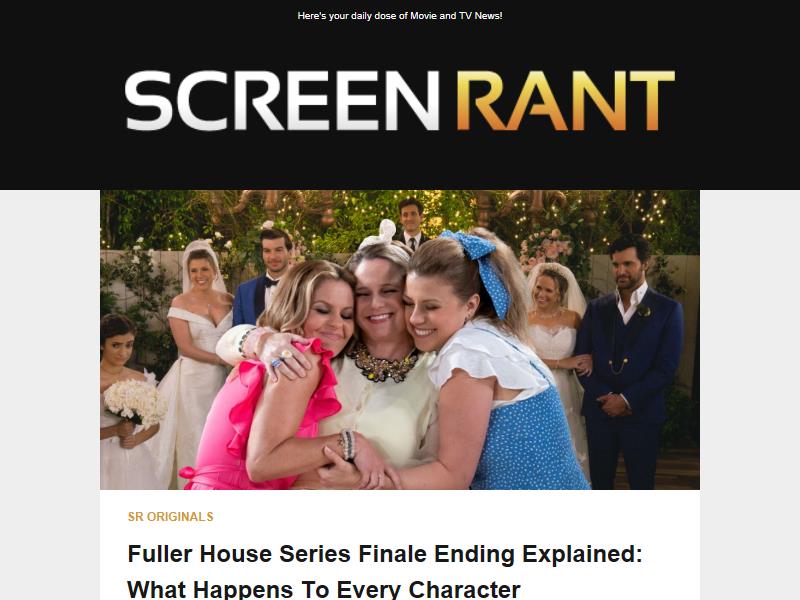 Here's your daily dose of Movie and TV News!
SCREEN RANT
SR ORIGINALS
Fuller House Series Finale Ending Explained:
What Happens To Every Character